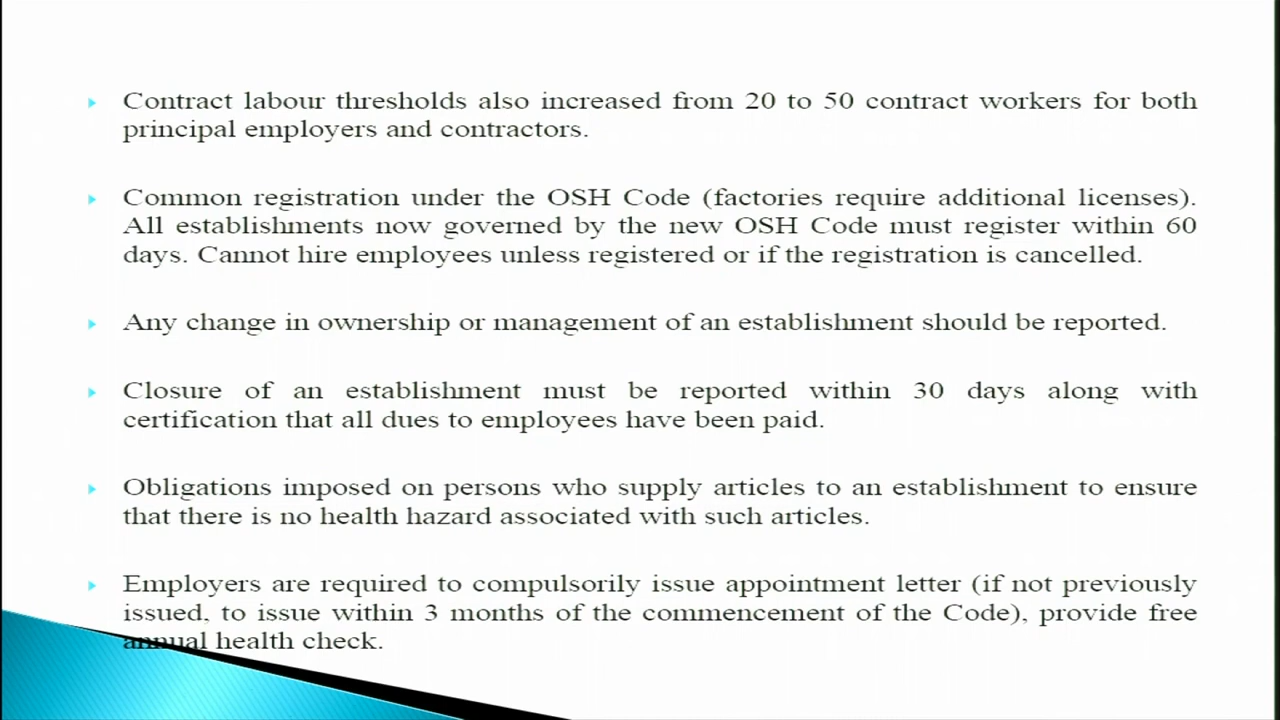 Contract labour thresholds also increased from 20 to 50 contract workers for both
principal employers and contractors.
Common registration under the OSH Code (factories require additional licenses).
All establishments now governed by the new OSH Code must register within 60
days. Cannot hire employees unless registered or if the registration is cancelled.
Any change in ownership or management of an establishment should be reported.
Closure of an establishment must be reported within 30 days along with
certification that all dues to employees have been paid.
Obligations imposed on persons who supply articles to an establishment to ensure
that there is no health hazard associated with such articles.
Employers are required to compulsorily issue appointment letter (if not previously
issued, to issue within 3 months of the commencement of the Code), provide free
annual health check.